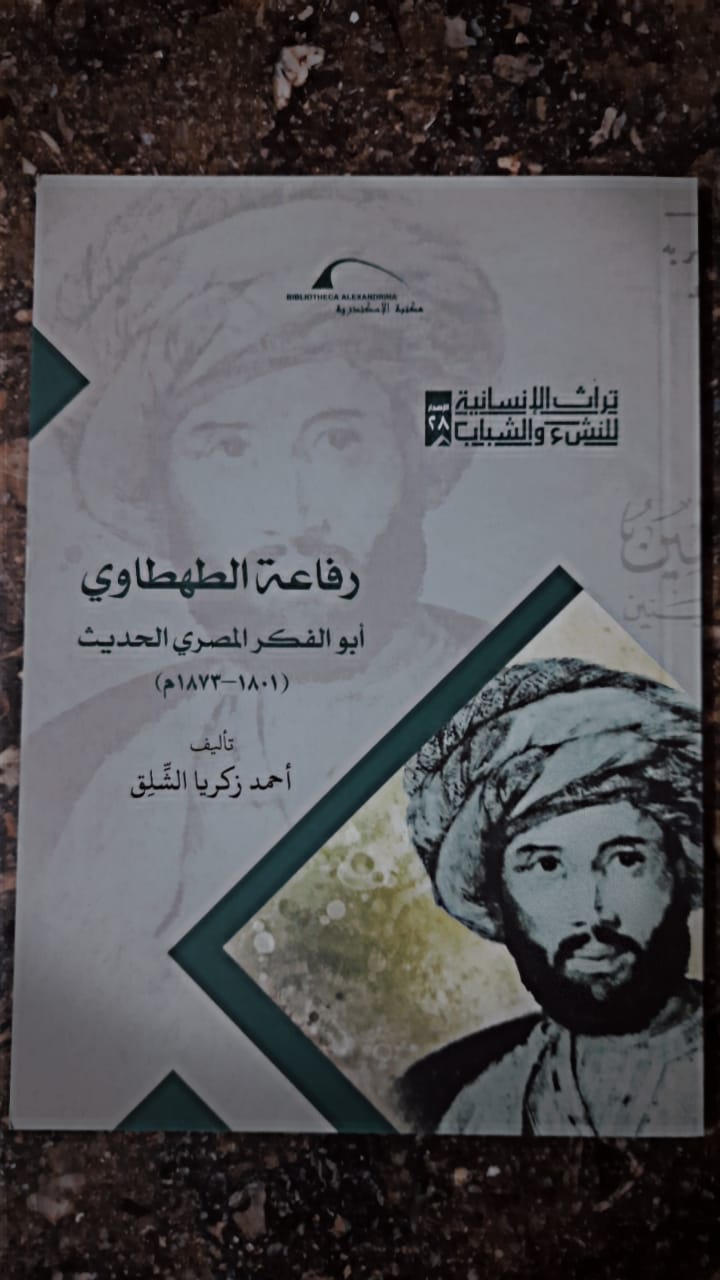 BIBLIOTHECA ALEXANDRINA
مكتبة الإسكندرية
تراث الإنسانية
للنشء والشباب
الإصدار
٢٨
رفاعة الطهطاوي
أبو الفكر المصري الحديث
(١٨٠١-١٨٧٣م)
تأليف
أحمد زكريا الشِّلِق